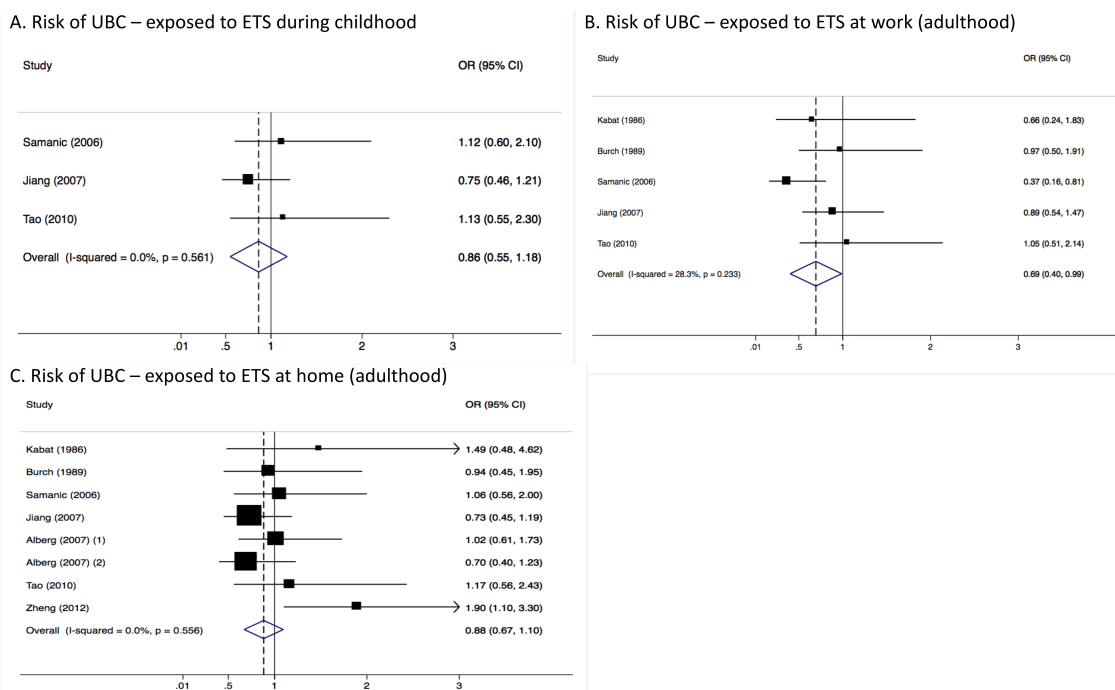 A. Risk of UBC – exposed to ETS during childhood
Study OR (95% CI)
Samanic (2006) 1.12 (0.60, 2.10)
Jiang (2007) 0.75 (0.46, 1.21)
Tao (2010) 1.13 (0.55, 2.30)
Overall (I-squared = 0.0%, p = 0.561) 0.86 (0.55, 1.18)
.01 .5 1 2 3
B. Risk of UBC – exposed to ETS at work (adulthood)
Study OR (95% CI)
Kabat (1986) 0.66 (0.24, 1.83)
Burch (1989) 0.97 (0.50, 1.91)
Samanic (2006) 0.37 (0.16, 0.81)
Jiang (2007) 0.89 (0.54, 1.47)
Tao (2010) 1.05 (0.51, 2.14)
Overall (I-squared = 28.3%, p = 0.233) 0.69 (0.40, 0.99)
.01 .5 1 2 3
C. Risk of UBC – exposed to ETS at home (adulthood)
Study OR (95% CI)
Kabat (1986) 1.49 (0.48, 4.62)
Burch (1989) 0.94 (0.45, 1.95)
Samanic (2006) 1.06 (0.56, 2.00)
Jiang (2007) 0.73 (0.45, 1.19)
Alberg (2007) (1) 1.02 (0.61, 1.73)
Alberg (2007) (2) 0.70 (0.40, 1.23)
Tao (2010) 1.17 (0.56, 2.43)
Zheng (2012) 1.90 (1.10, 3.30)
Overall (I-squared = 0.0%, p = 0.556) 0.88 (0.67, 1.10)
.01 .5 1 2 3